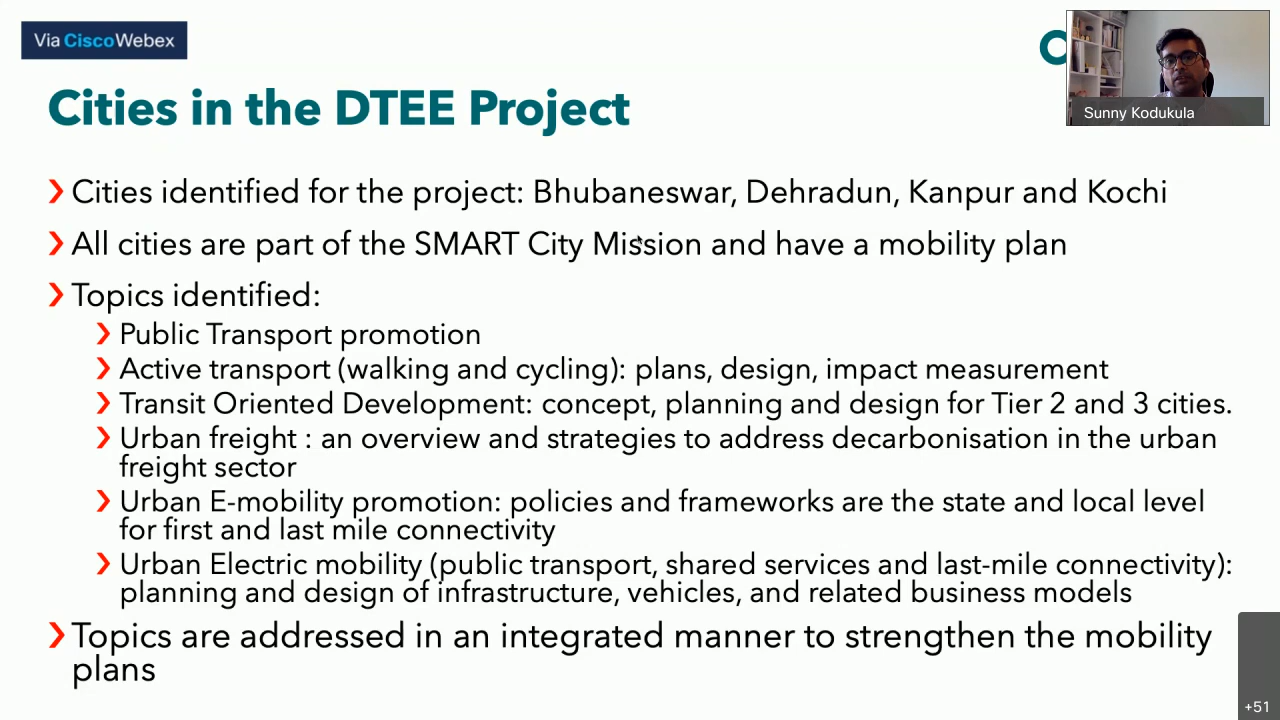 Via CiscoWebex
Sunny Kodukula
Cities in the DTEE Project
Cities identified for the project: Bhubaneswar, Dehradun, Kanpur and Kochi
All cities are part of the SMART City Mission and have a mobility plan
Topics identified:
Public Transport promotion
Active transport (walking and cycling): plans, design, impact measurement
Transit Oriented Development: concept, planning and design for Tier 2 and 3 cities.
Urban freight : an overview and strategies to address decarbonisation in the urban
freight sector
Urban E-mobility promotion: policies and frameworks are the state and local level
for first and last mile connectivity
Urban Electric mobility (public transport, shared services and last-mile connectivity):
planning and design of infrastructure, vehicles, and related business models
Topics are addressed in an integrated manner to strengthen the mobility
plans
+51